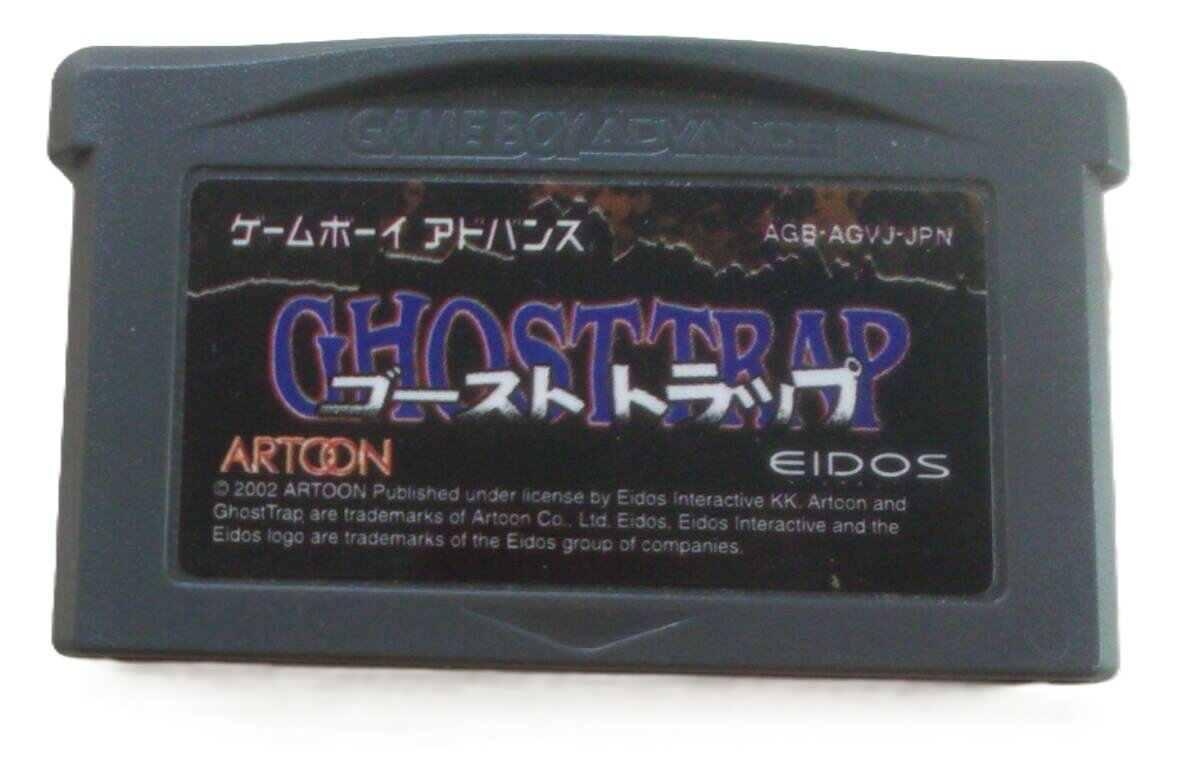 GAME BOY ADVANCE
ゲームボーイ アドバンス AGB-AGVJ-JPN
GHOST TRAP
ゴースト トラップ
ARTOON EIDOS
© 2002 ARTOON Published under license by Eidos Interactive KK. Artoon and
GhostTrap are trademarks of Artoon Co., Ltd. Eidos, Eidos Interactive and the
Eidos logo are trademarks of the Eidos group of companies.